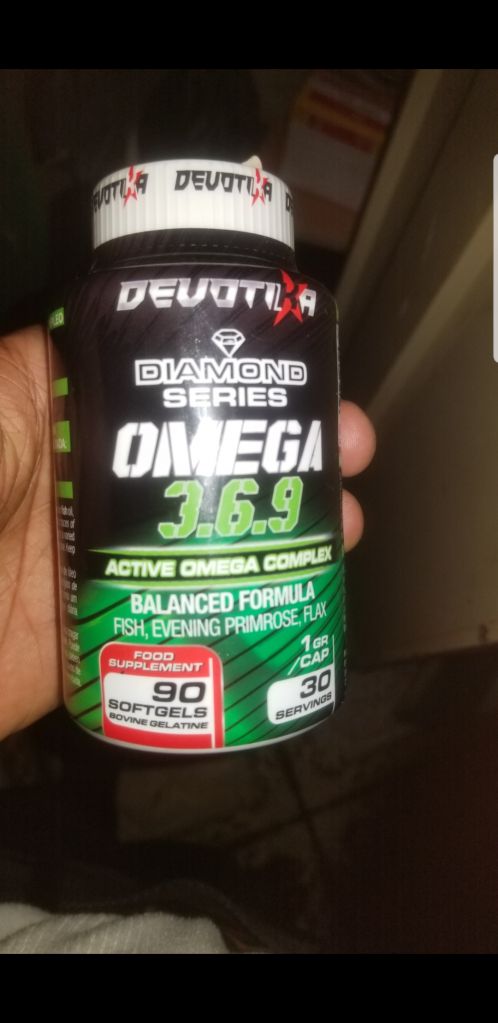 DEVOTIKA
DEVOTIKA
DIAMOND
SERIES
OMEGA
3.6.9
ACTIVE OMEGA COMPLEX
BALANCED FORMULA
FISH, EVENING PRIMROSE, FLAX
1 GR
/CAP
FOOD
SUPPLEMENT
90
SOFTGELS
BOVINE GELATINE
30
SERVINGS